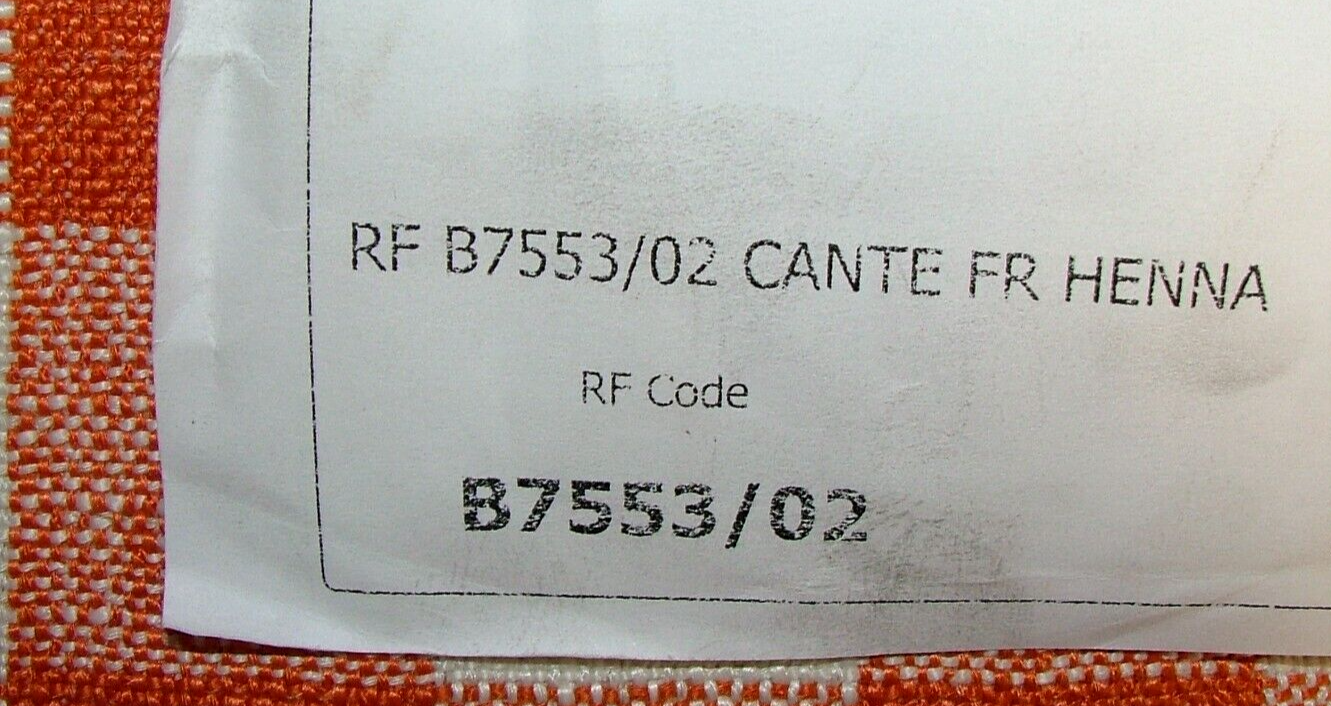 RF B7553/02 CANTE FR HENNA
RF Code
B7553/02